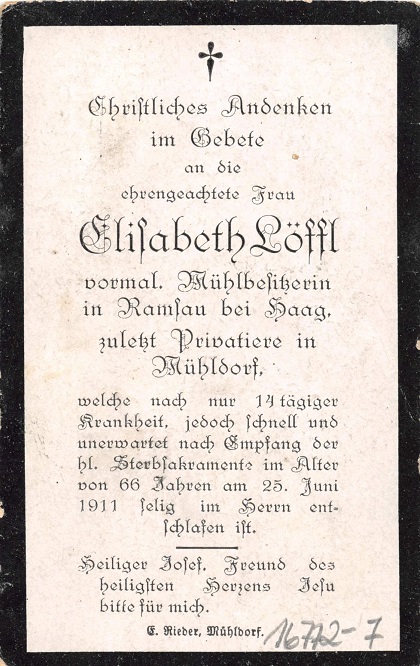 Christliches Andenken
im Gebete
an die
ehrengeachtete Frau
Elisabeth Löffl
vormal. Mühlbesitzerin
in Ramsau bei Haag,
zuletzt Privatiere in
Mühldorf,
welche nach nur 14 tägiger
Krankheit, jedoch schnell und
unerwartet nach Empfang der
hl. Sterbsakramente im Alter
von 66 Jahren am 25. Juni
1911 selig im Herrn ent-
schlafen ist.
Heiliger Josef, Freund des
heiligsten Herzens Jesu
bitte für mich.
E. Rieder, Mühldorf.
16772-7